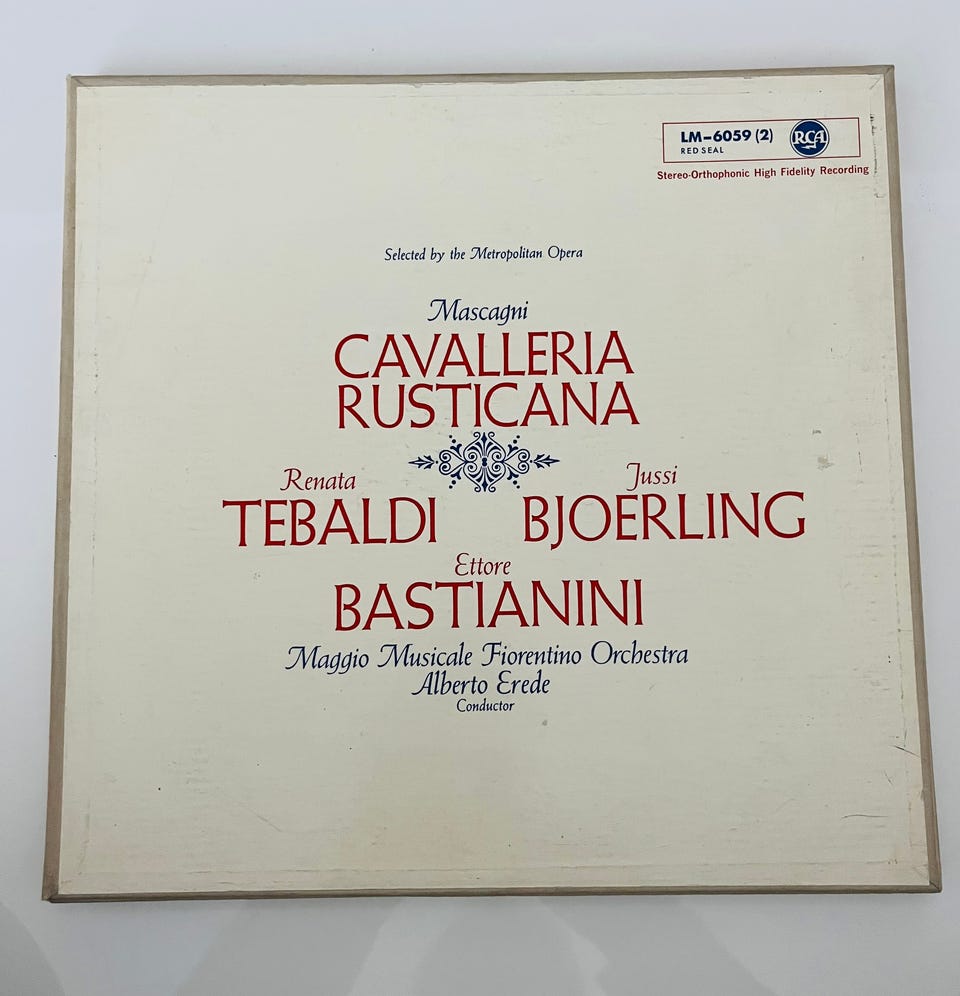 LM–6059 (2) RCA
RED SEAL
Stereo-Orthophonic High Fidelity Recording
Selected by the Metropolitan Opera
Mascagni
CAVALLERIA
RUSTICANA
Renata Jussi
TEBALDI BJOERLING
Ettore
BASTIANINI
Maggio Musicale Fiorentino Orchestra
Alberto Erede
Conductor